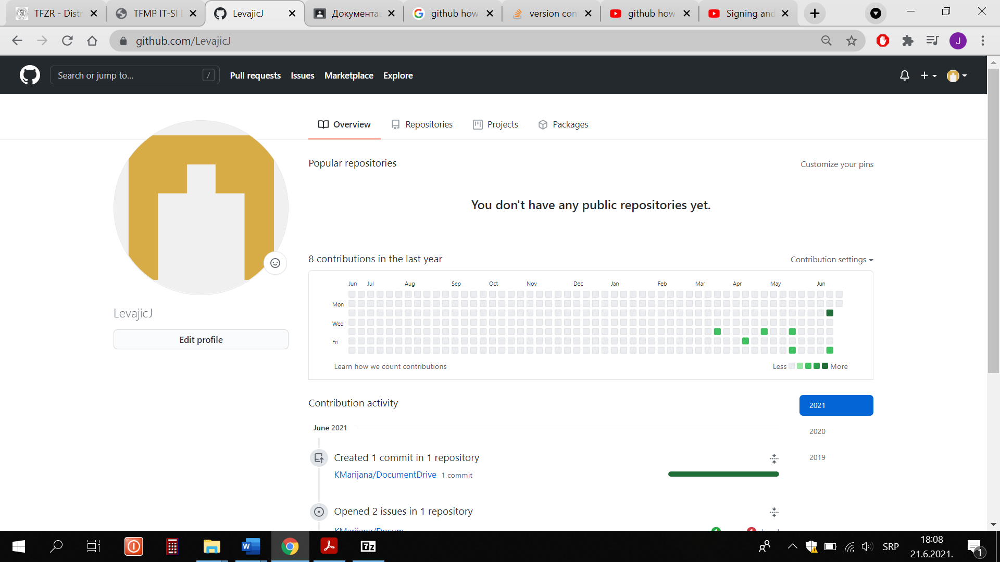 TFZR - Distr
TFMP IT-SI D
LevajicJ
Документац
github how
version con
github how
Signing and
github.com/LevajicJ
J
Search or jump to...
/
Pull requests
Issues
Marketplace
Explore
Overview
Repositories
Projects
Packages
Popular repositories
Customize your pins
You don't have any public repositories yet.
8 contributions in the last year
Contribution settings
Jun Jul Aug Sep Oct Nov Dec Jan Feb Mar Apr May Jun
Mon
Wed
Fri
Learn how we count contributions
Less
More
LevajicJ
Edit profile
Contribution activity
2021
2020
2019
June 2021
Created 1 commit in 1 repository
KMarijana/DocumentDrive 1 commit
Opened 2 issues in 1 repository
KMarijana/Docum
W
7z
SRP
18:08
21.6.2021.
1